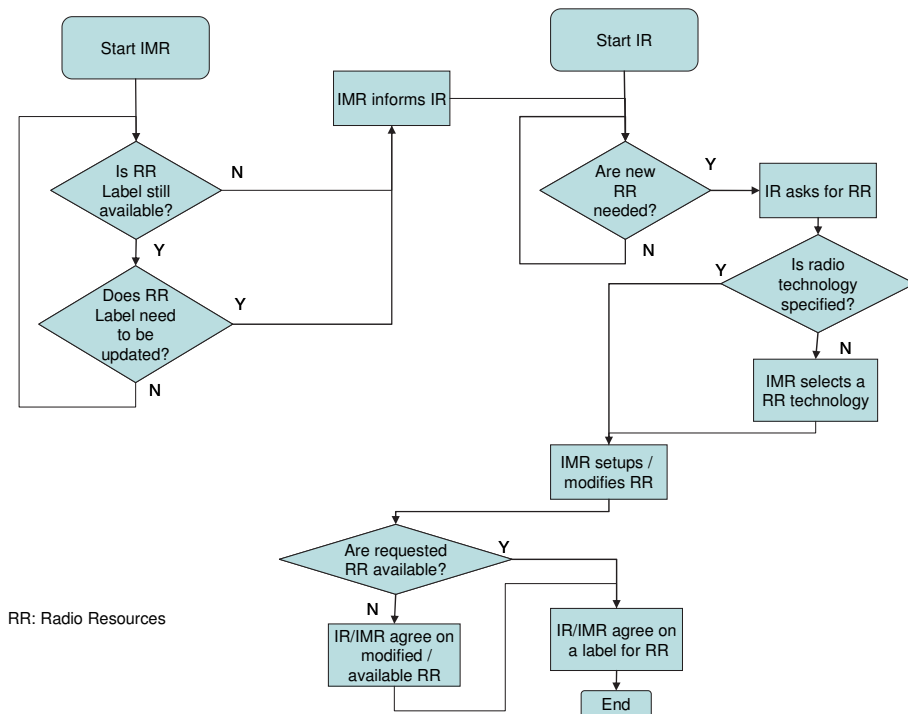 Start IMR
Start IR
IMR informs IR
Is RR
Label still
available?
N
Y
Does RR
Label need
to be
updated?
Y
N
Are new
RR
needed?
Y
N
IR asks for RR
Is radio
technology
specified?
Y
N
IMR selects a
RR technology
IMR setups /
modifies RR
Are requested
RR available?
Y
N
IR/IMR agree on
modified /
available RR
IR/IMR agree on
a label for RR
End
RR: Radio Resources